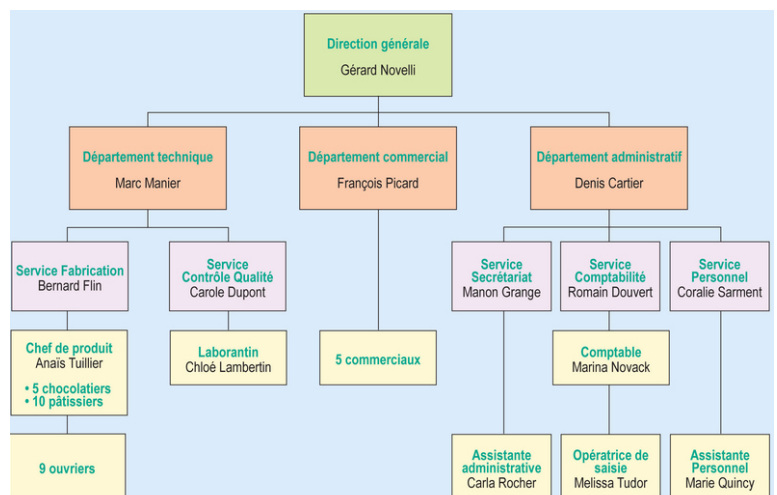 Direction générale
Gérard Novelli
Département technique
Marc Manier
Département commercial
François Picard
Département administratif
Denis Cartier
Service Fabrication
Bernard Flin
Service
Contrôle Qualité
Carole Dupont
Service
Secrétariat
Manon Grange
Service
Comptabilité
Romain Douvert
Service
Personnel
Coralie Sarment
Chef de produit
Anaïs Tuillier
• 5 chocolatiers
• 10 pâtissiers
Laborantin
Chloé Lambertin
5 commerciaux
Comptable
Marina Novack
9 ouvriers
Assistante
administrative
Carla Rocher
Opératrice de
saisie
Melissa Tudor
Assistante
Personnel
Marie Quincy